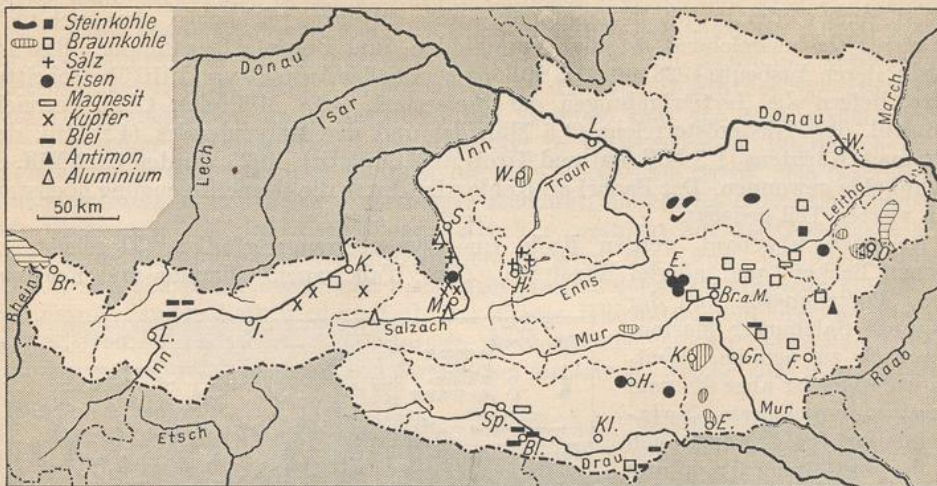 Steinkohle
Braunkohle
Salz
Eisen
Magnesit
Kupfer
Blei
Antimon
Aluminium
50 km
Donau
Isar
Lech
Inn
L.
Donau
W.
March
W.
Traun
Leitha
S.
Ö.
Br.
Rhein
K.
H.
E.
Enns
M.
Br.a.M.
L.
I.
Salzach
Mur
Inn
K.
Gr.
F.
Raab
Etsch
H.
Sp.
Mur
Bl.
Kl.
E.
Drau